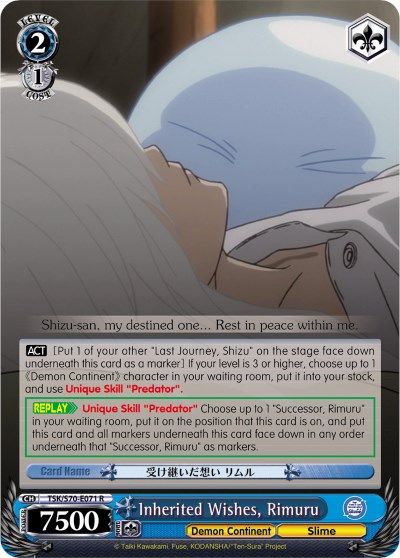 LEVEL
2
1
COST
Shizu-san, my destined one... Rest in peace within me.
ACT [Put 1 of your other "Last Journey, Shizu" on the stage face down
underneath this card as a marker] If your level is 3 or higher, choose up to 1
《Demon Continent》 character in your waiting room, put it into your stock,
and use Unique Skill "Predator".
REPLAY Unique Skill "Predator" Choose up to 1 "Successor, Rimuru"
in your waiting room, put it on the position that this card is on, and put
this card and all markers underneath this card face down in any order
underneath that "Successor, Rimuru" as markers.
Card Name 受け継いだ想い リムル
CH TSK/S70-E071 R
POWER 7500 Inherited Wishes, Rimuru
Demon Continent Slime
© Taiki Kawakami, Fuse, KODANSHA/"Ten-Sura" Project